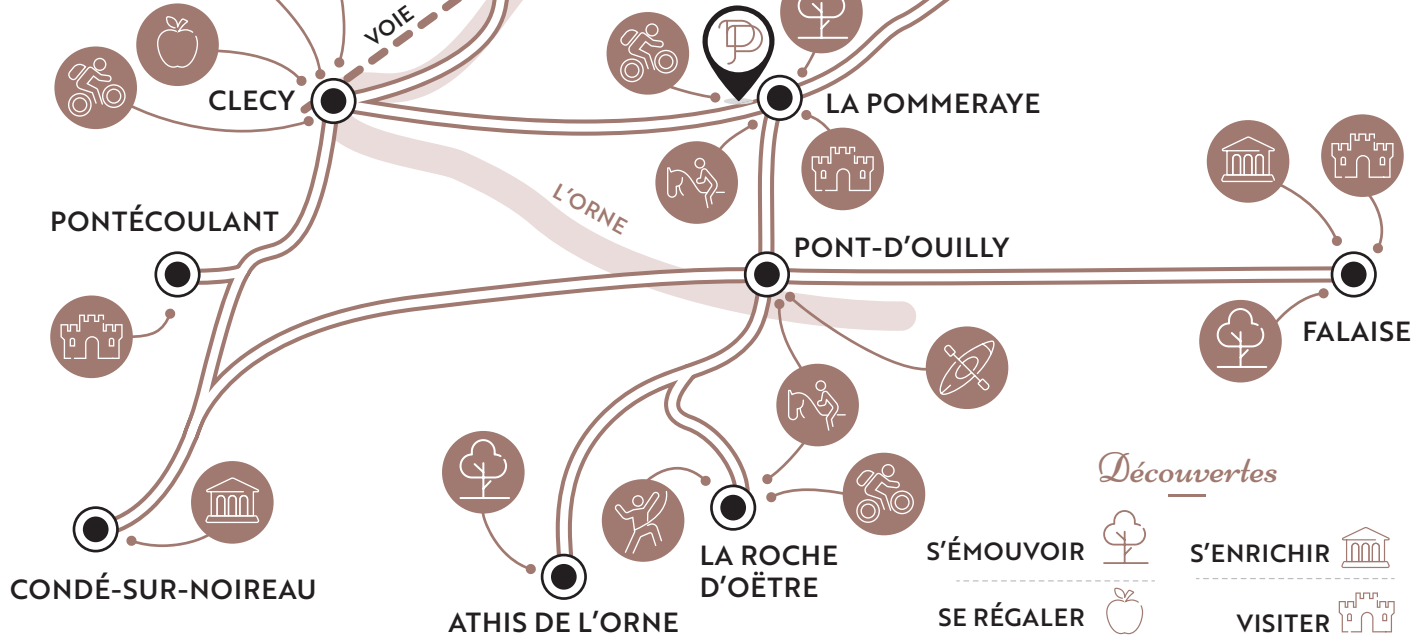 VOIE
CLECY
LA POMMERAYE
L'ORNE
PONTÉCOULANT
PONT-D'OUILLY
FALAISE
CONDÉ-SUR-NOIREAU
ATHIS DE L'ORNE
LA ROCHE
D'OËTRE
Découvertes
S'ÉMOUVOIR
S'ENRICHIR
SE RÉGALER
VISITER